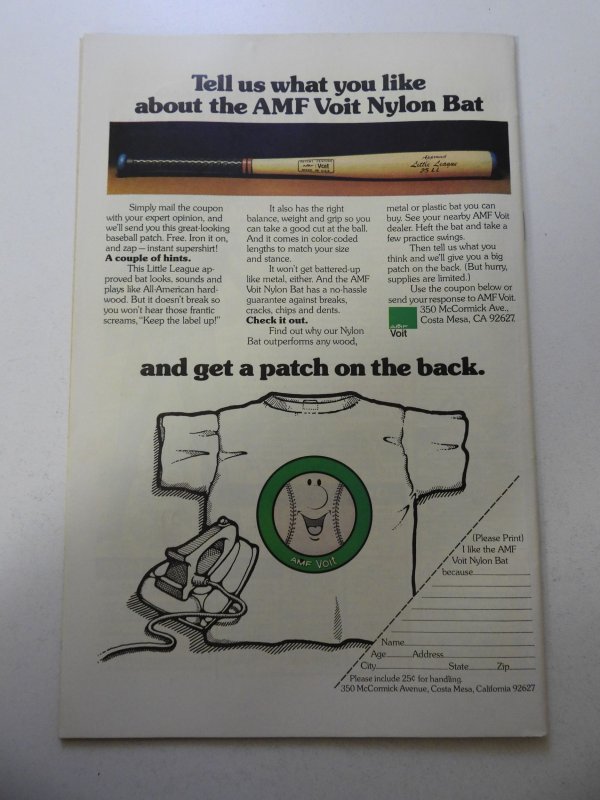 Tell us what you like
about the AMF Voit Nylon Bat
Voit
Approved
Little League
Simply mail the coupon
with your expert opinion, and
we'll send you this great-looking
baseball patch. Free. Iron it on,
and zap — instant supershirt!
A couple of hints.
This Little League ap-
proved bat looks, sounds and
plays like All-American hard-
wood. But it doesn't break so
you won't hear those frantic
screams, "Keep the label up!"
It also has the right
balance, weight and grip so you
can take a good cut at the ball.
And it comes in color-coded
lengths to match your size
and stance.
It won't get battered-up
like metal, either. And the AMF
Voit Nylon Bat has a no-hassle
guarantee against breaks,
cracks, chips and dents.
Check it out.
Find out why our Nylon
Bat outperforms any wood,
metal or plastic bat you can
buy. See your nearby AMF Voit
dealer. Heft the bat and take a
few practice swings.
Then tell us what you
think and we'll give you a big
patch on the back. (But hurry,
supplies are limited.)
Use the coupon below or
send your response to AMF Voit.
350 McCormick Ave.,
Costa Mesa, CA 92627.
AMF
Voit
and get a patch on the back.
AMF Voit
(Please Print)
I like the AMF
Voit Nylon Bat
because
Name
Age Address
City State Zip
Please include 25¢ for handling.
350 McCormick Avenue, Costa Mesa, California 92627